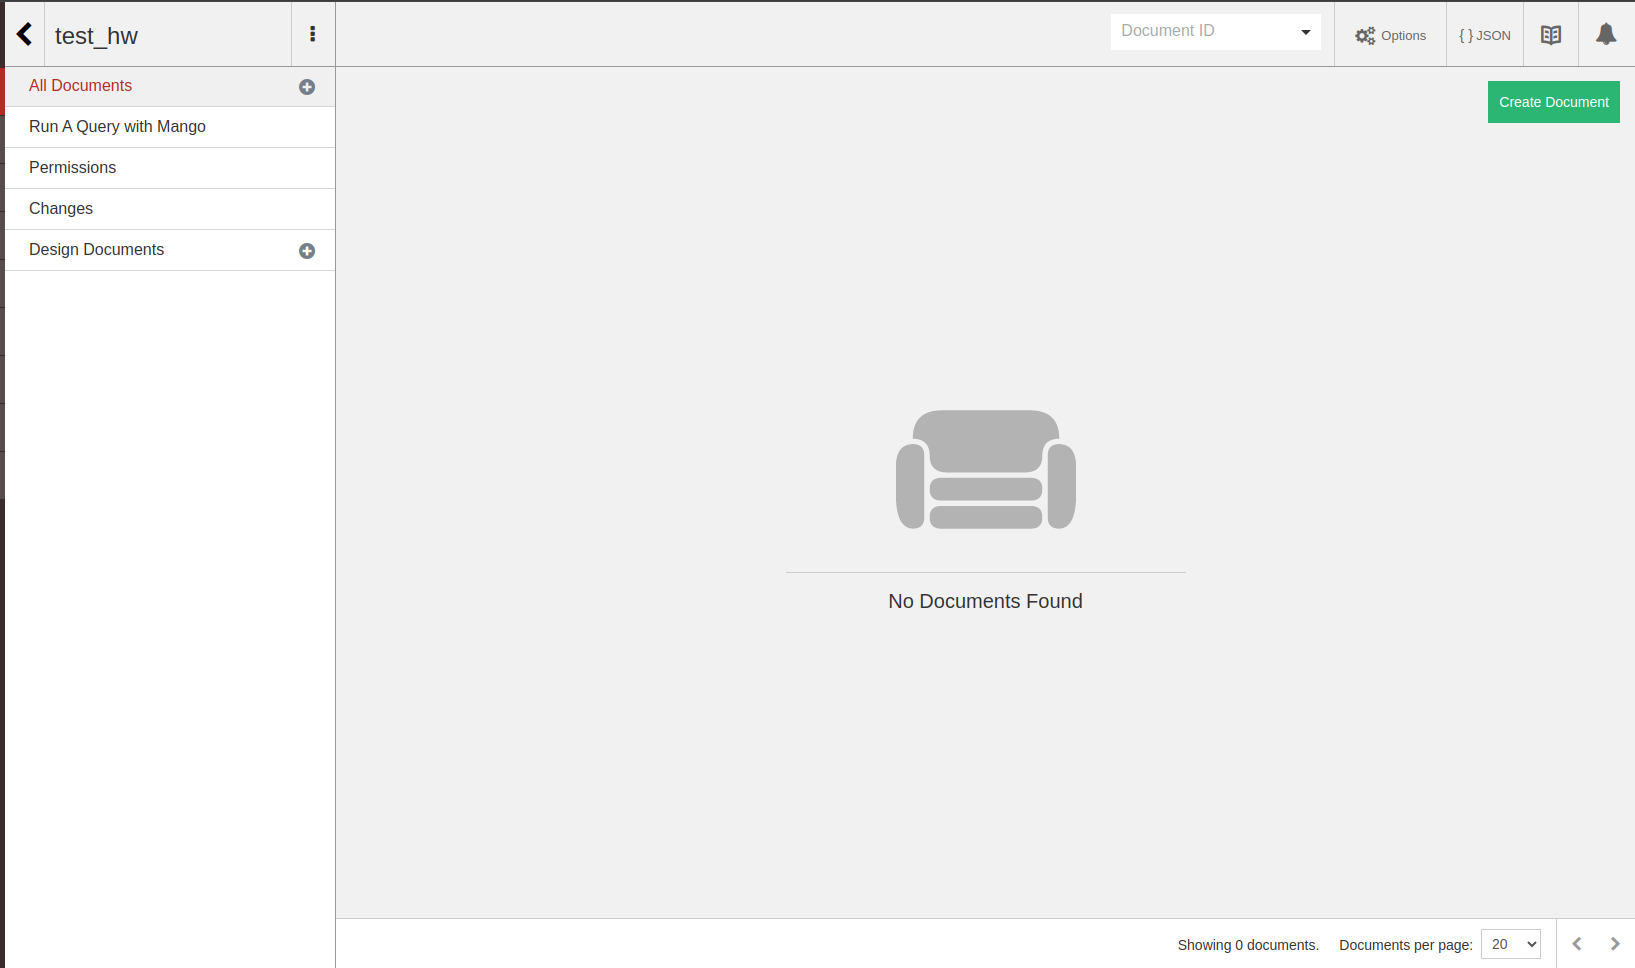 test_hw
Document ID
Options
{ } JSON
All Documents
Run A Query with Mango
Permissions
Changes
Design Documents
Create Document
No Documents Found
Showing 0 documents. Documents per page: 20